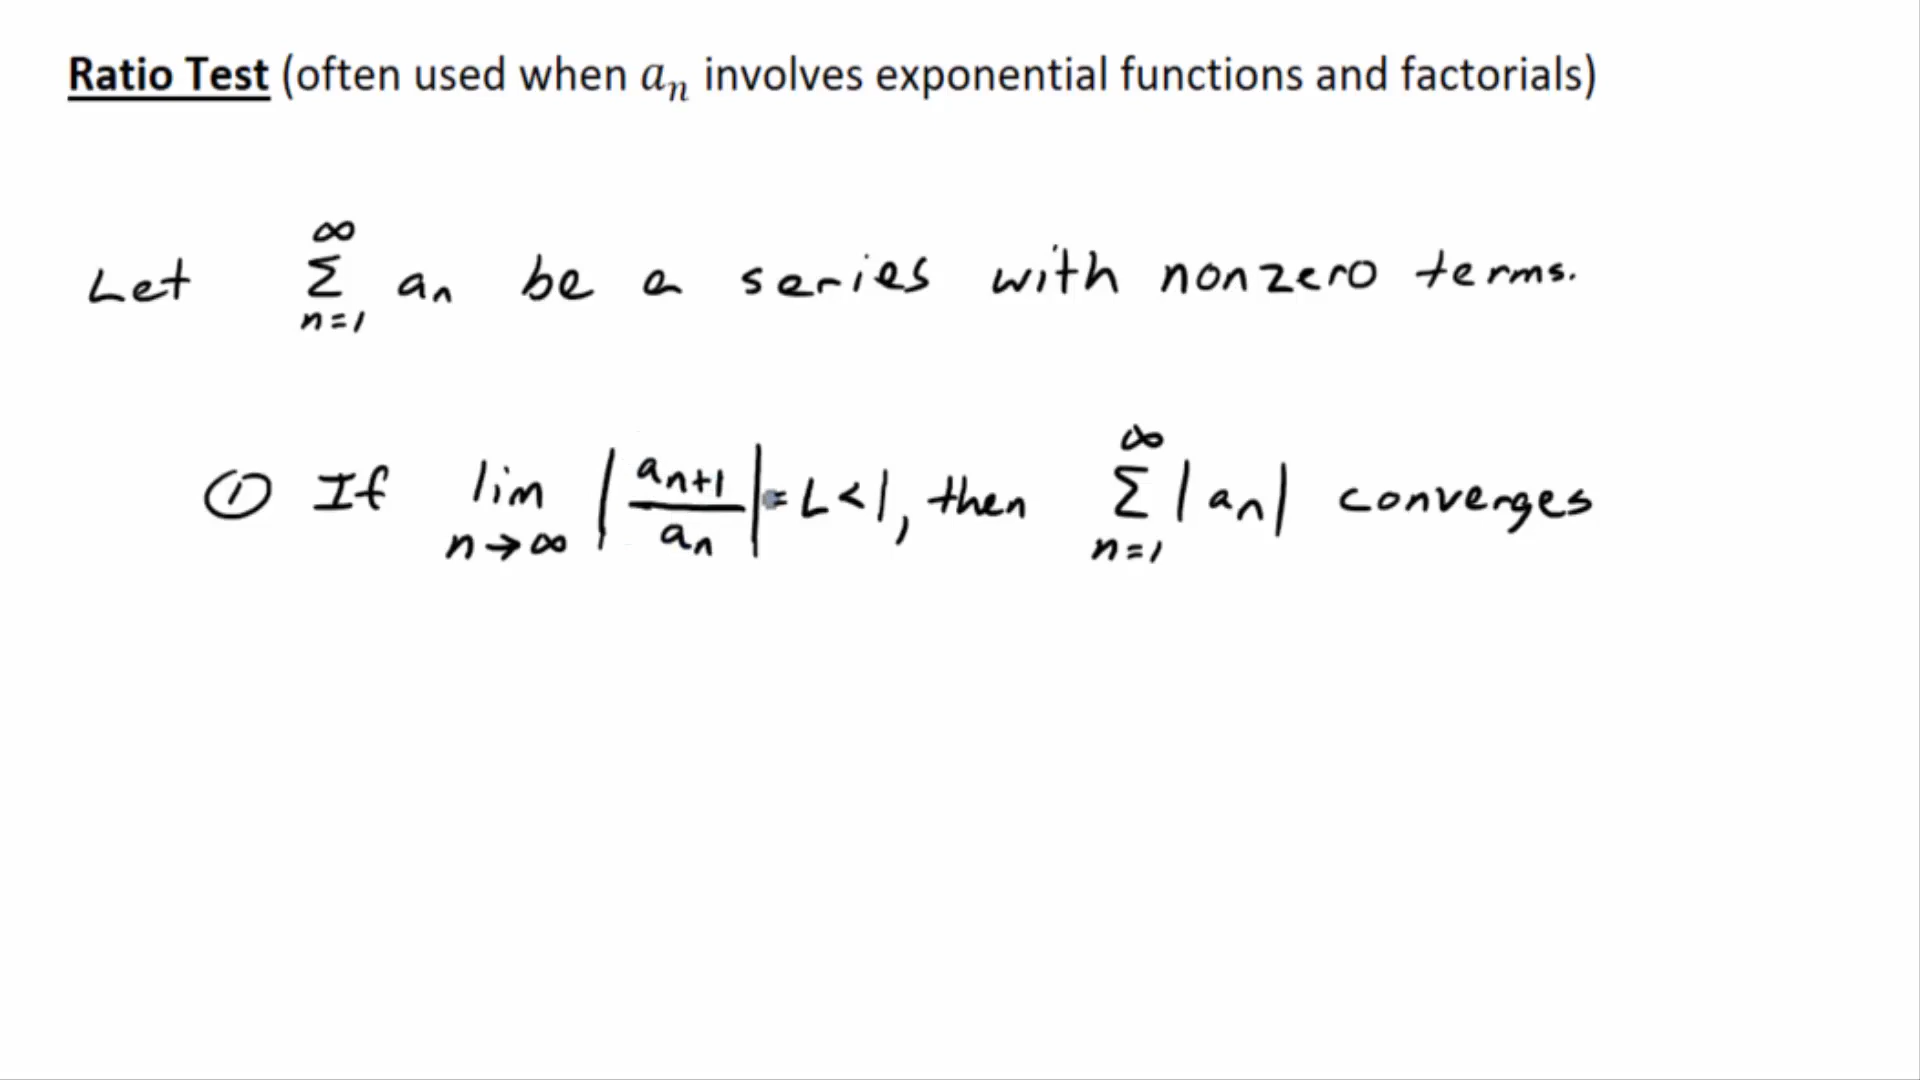 Ratio Test (often used when aₙ involves exponential functions and factorials)
Let ∑_{n=1}^{∞} aₙ be a series with nonzero terms.
① If lim_{n→∞} |aₙ₊₁/aₙ| = L < 1, then ∑_{n=1}^{∞} |aₙ| converges